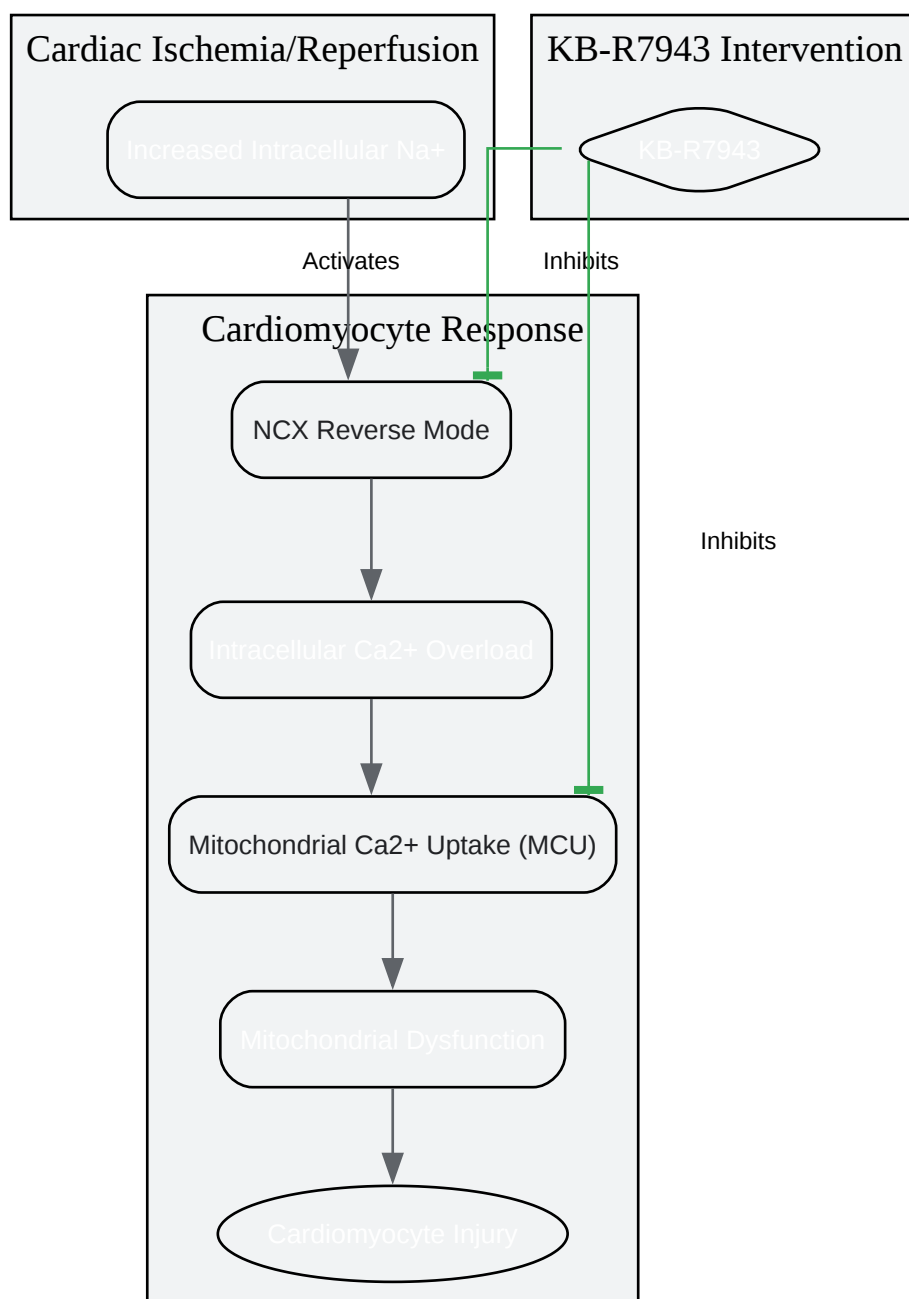 Cardiac Ischemia/Reperfusion
KB-R7943 Intervention
Increased Intracellular Na+
KB-R7943
Activates
Inhibits
Cardiomyocyte Response
NCX Reverse Mode
Inhibits
Intracellular Ca2+ Overload
Mitochondrial Ca2+ Uptake (MCU)
Mitochondrial Dysfunction
Cardiomyocyte Injury